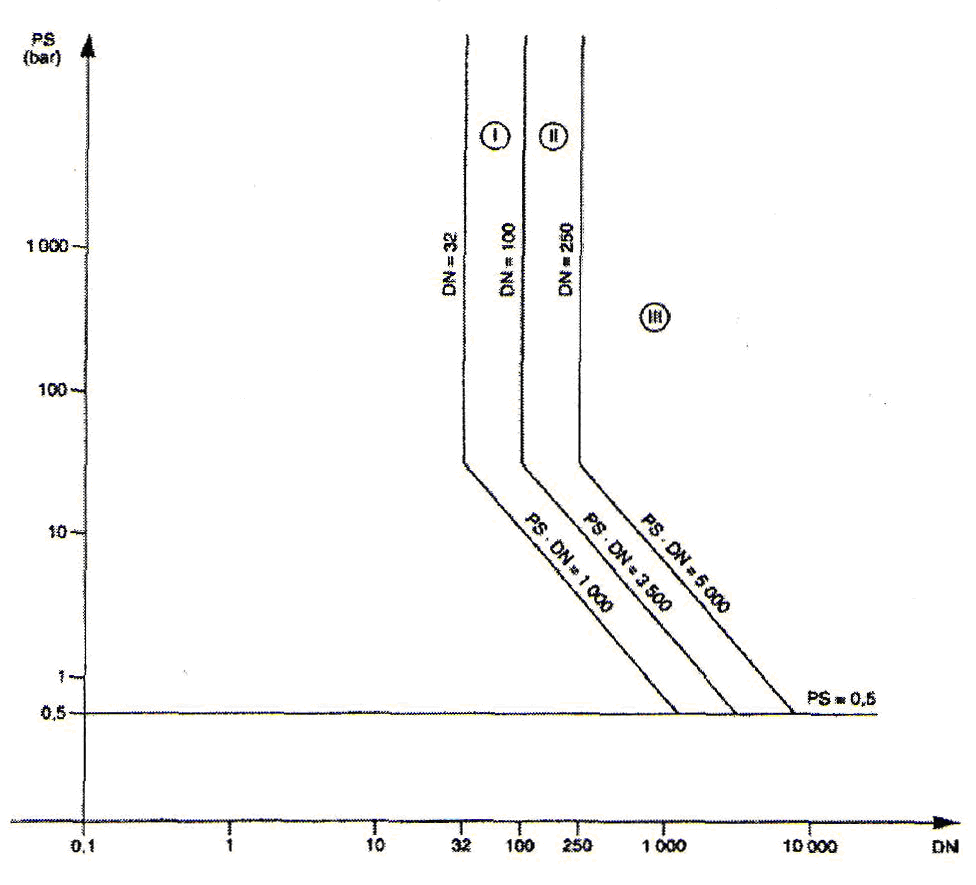 PS
(bar)
I
II
DN = 32
DN = 100
DN = 250
1 000
III
100
10
PS · DN = 1 000
PS · DN = 3 500
PS · DN = 5 000
1
0,5
PS = 0,5
0,1
1
10
32
100
250
1 000
10 000
DN